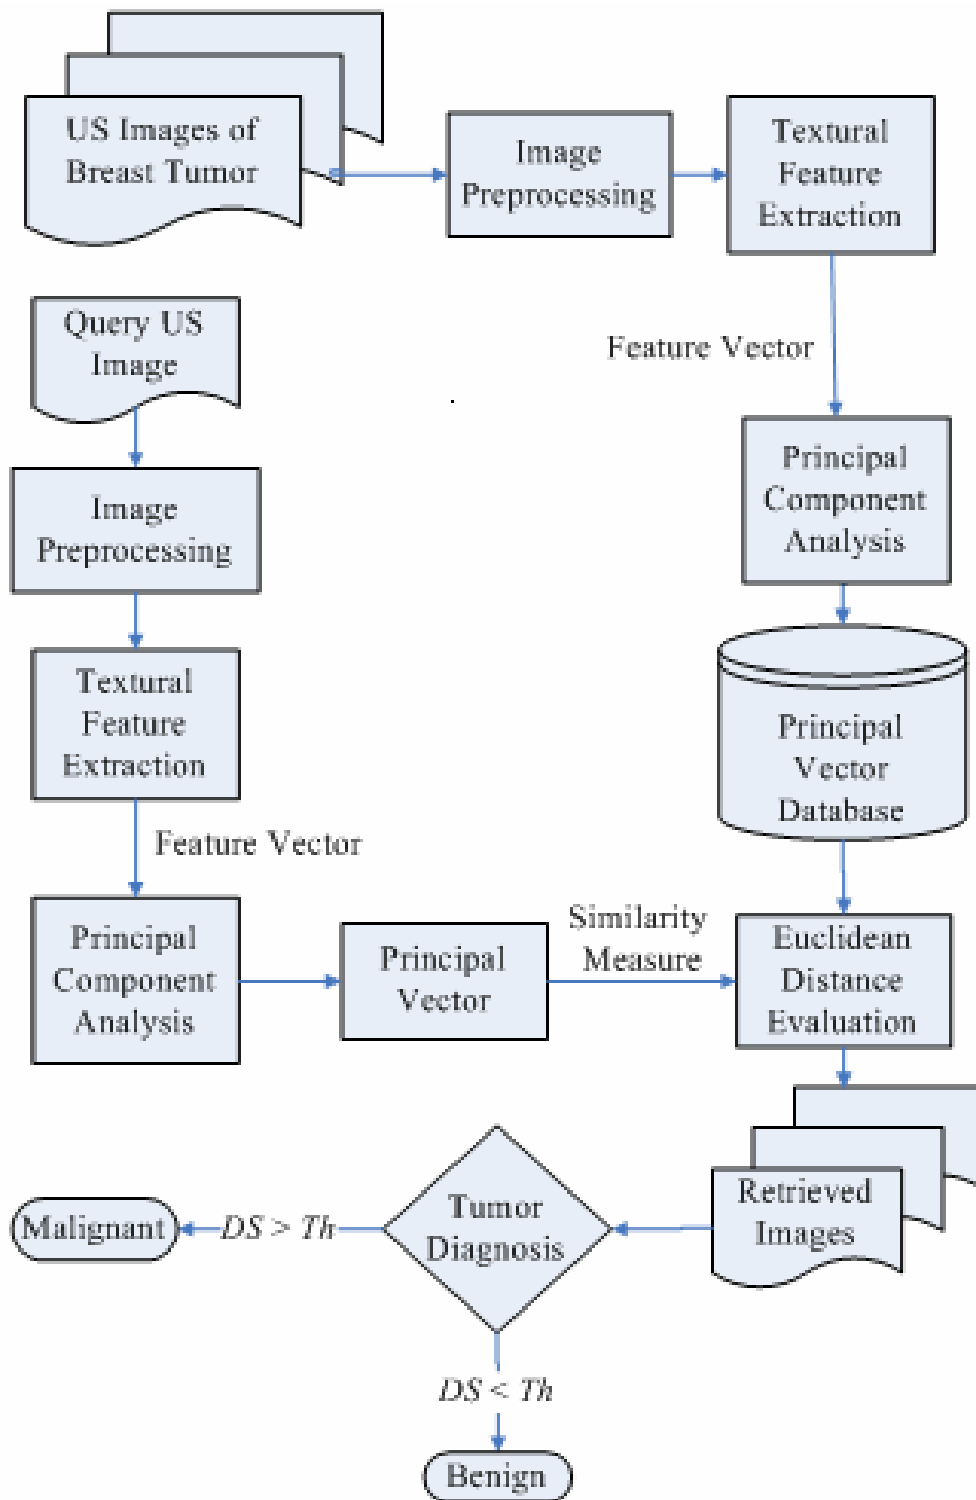 US Images of
Breast Tumor
Image
Preprocessing
Textural
Feature
Extraction
Feature Vector
Query US
Image
Principal
Component
Analysis
Image
Preprocessing
Textural
Feature
Extraction
Principal
Vector
Database
Feature Vector
Principal
Component
Analysis
Principal
Vector
Similarity
Measure
Euclidean
Distance
Evaluation
Retrieved
Images
Tumor
Diagnosis
DS > Th
Malignant
DS < Th
Benign